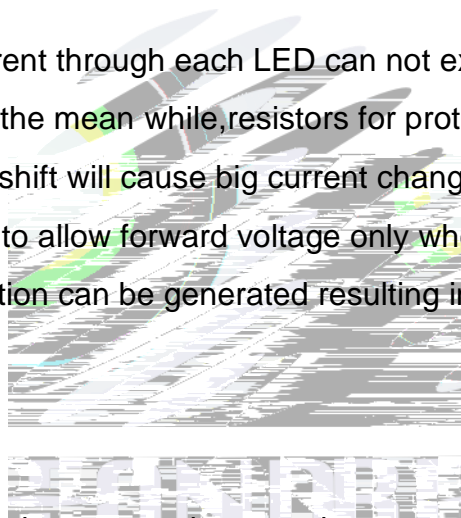 rent through each LED can not ex
the mean while,resistors for prot
shift will cause big current chang
to allow forward voltage only wh
tion can be generated resulting i